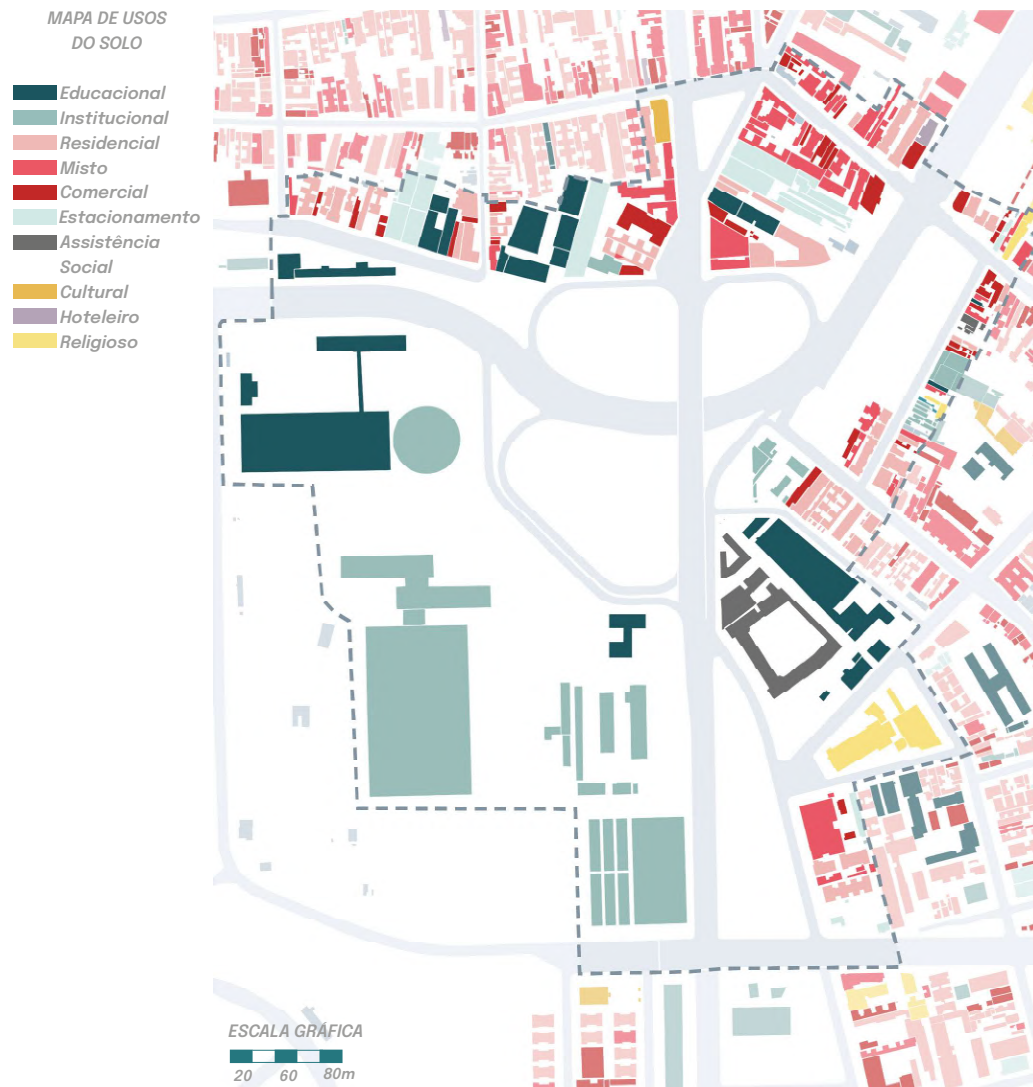 MAPA DE USOS
DO SOLO
Educacional
Institucional
Residencial
Misto
Comercial
Estacionamento
Assistência
Social
Cultural
Hoteleiro
Religioso
ESCALA GRÁFICA
20 60 80m